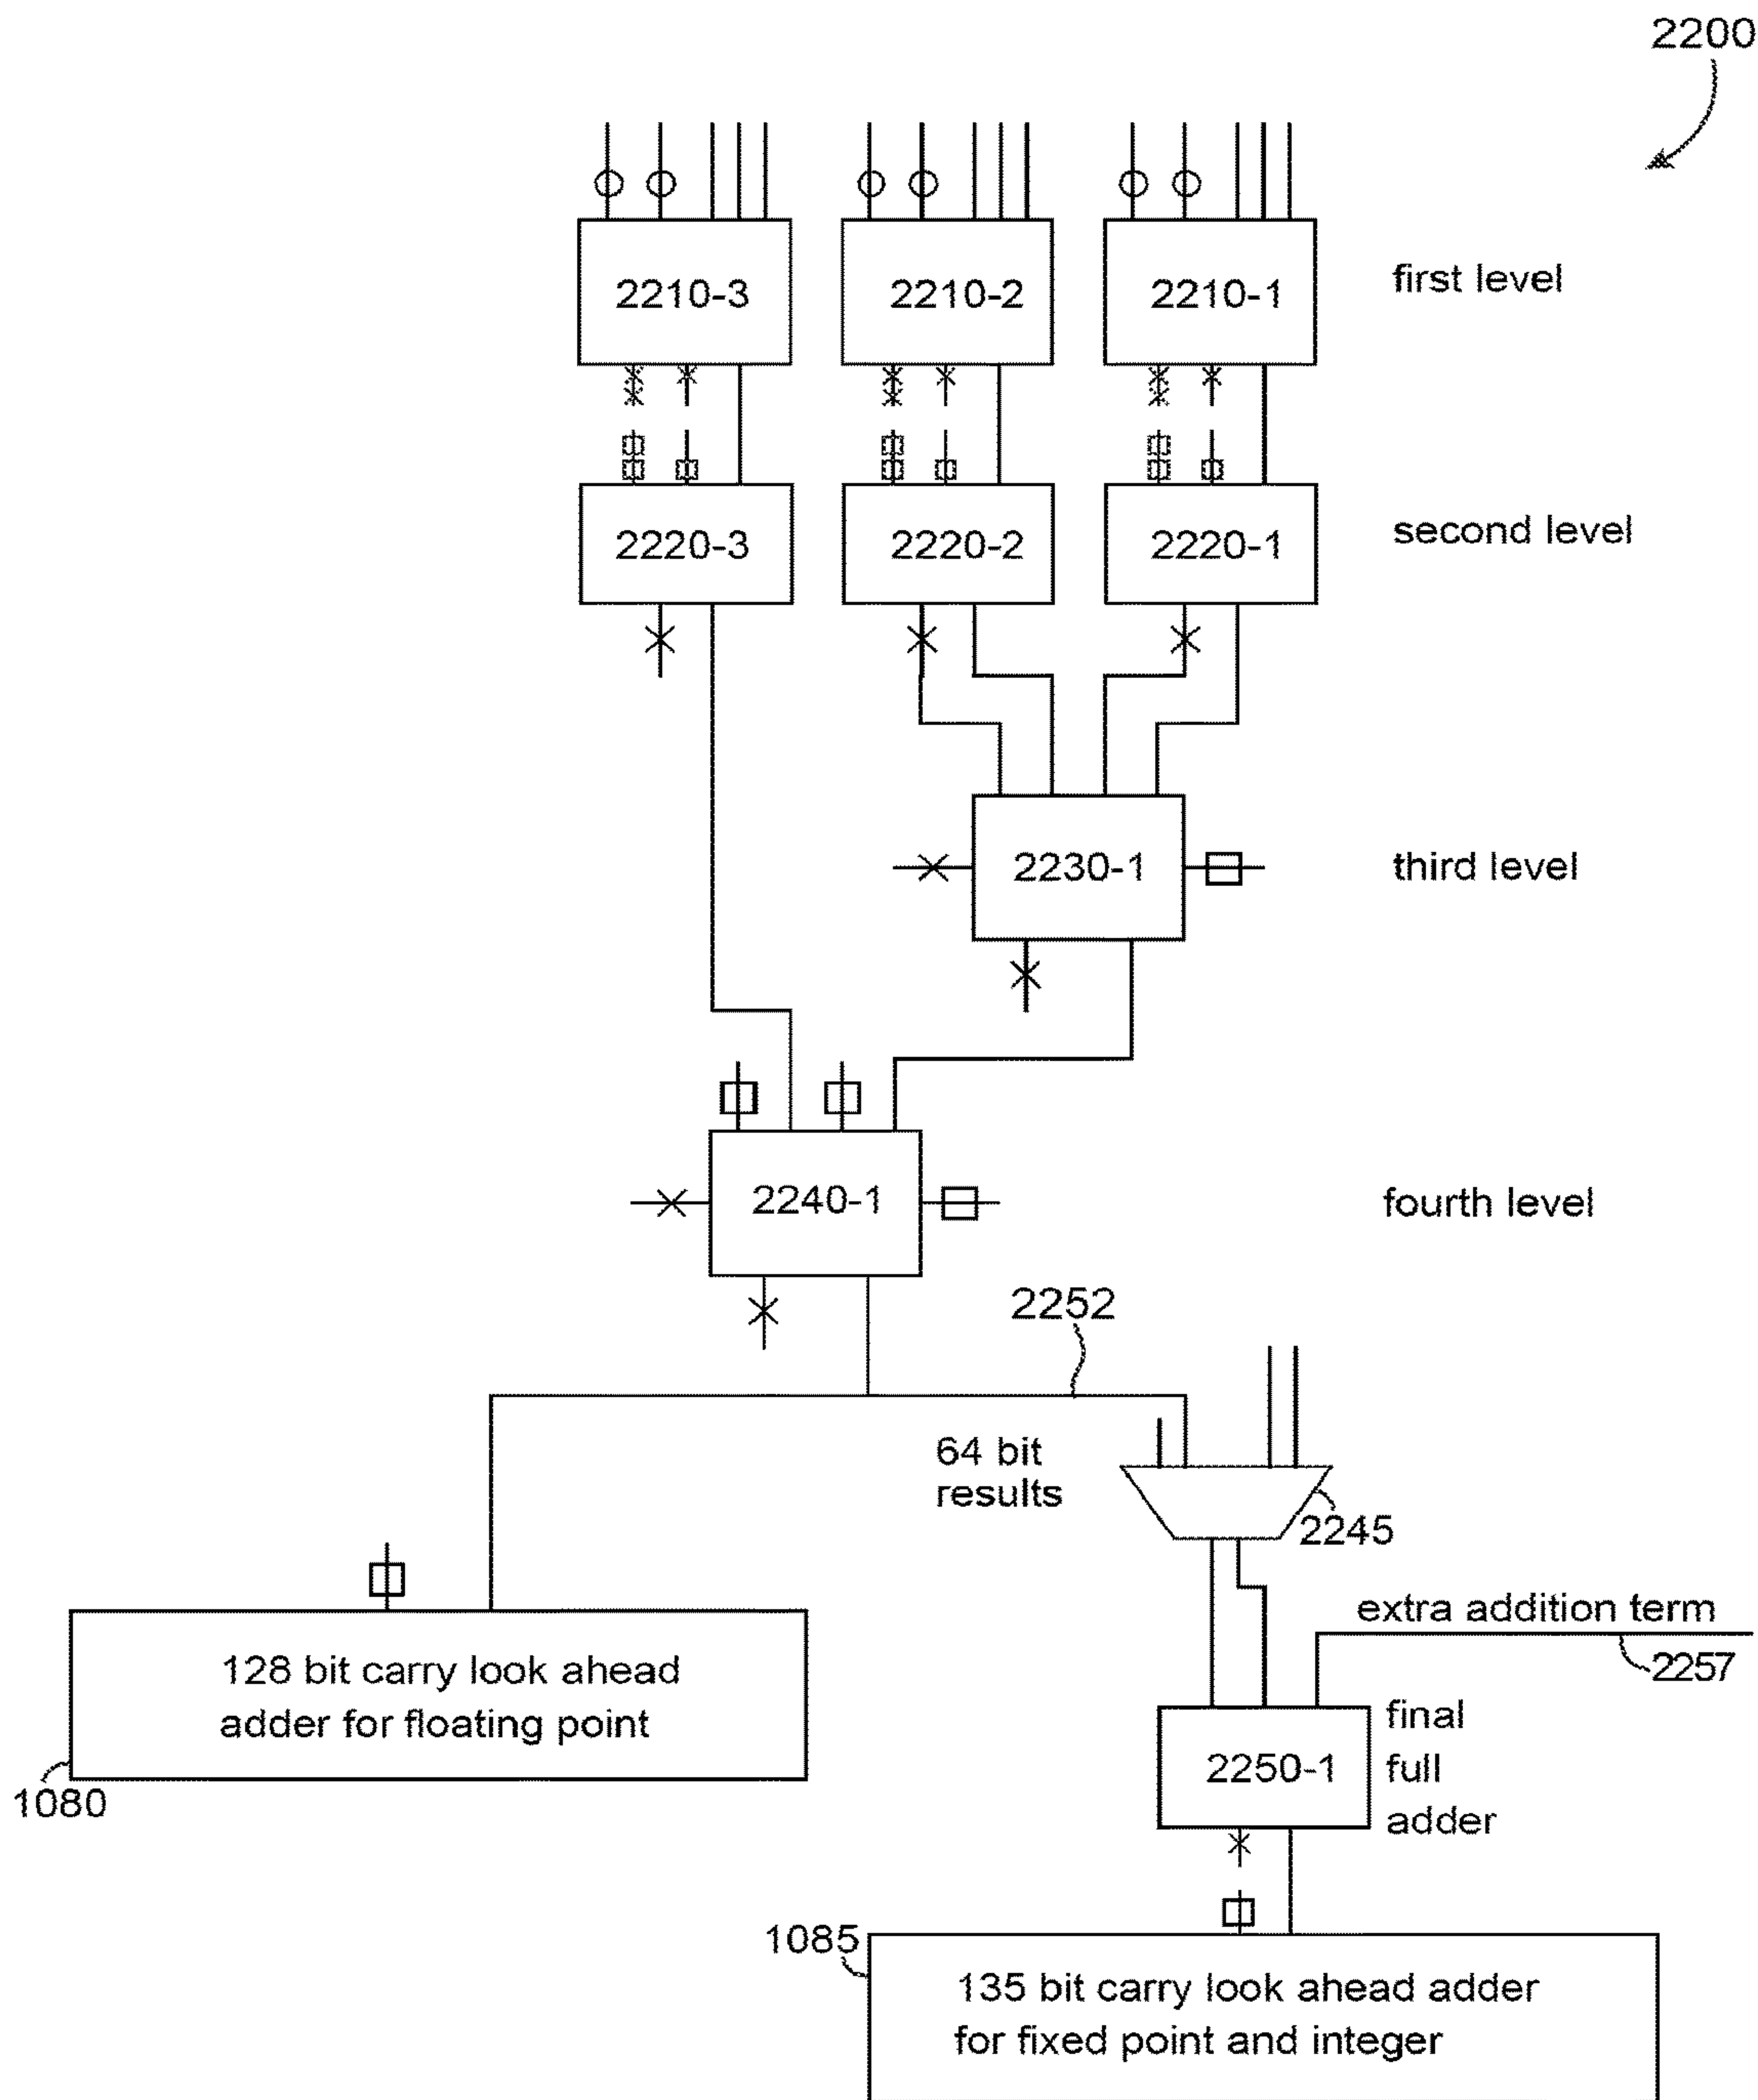 2200
2210-3
2210-2
2210-1
first level
2220-3
2220-2
2220-1
second level
2230-1
third level
2240-1
fourth level
2252
64 bit
results
2245
extra addition term
2257
128 bit carry look ahead
adder for floating point
1080
2250-1
final
full
adder
1085
135 bit carry look ahead adder
for fixed point and integer